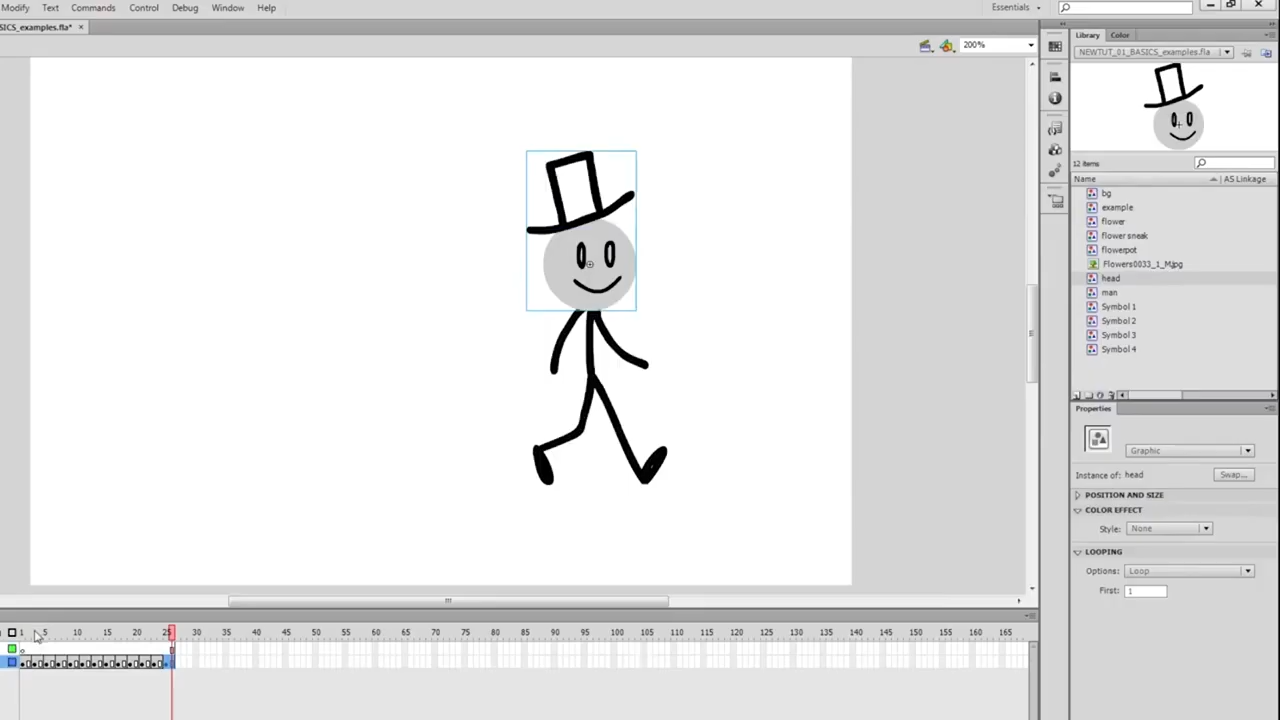 Modify Text Commands Control Debug Window Help Essentials
ICS_examples.fla*
200%
Library Color
NEWTUT_01_BASICS_examples.fla
12 items
Name AS Linkage
bg
example
flower
flower sneak
flowerpot
Flowers0033_1_M.jpg
head
man
Symbol 1
Symbol 2
Symbol 3
Symbol 4
Properties
Graphic
Instance of: head Swap...
POSITION AND SIZE
COLOR EFFECT
Style: None
LOOPING
Options: Loop
First: 1
1 5 10 15 20 25 30 35 40 45 50 55 60 65 70 75 80 85 90 95 100 105 110 115 120 125 130 135 140 145 150 155 160 165